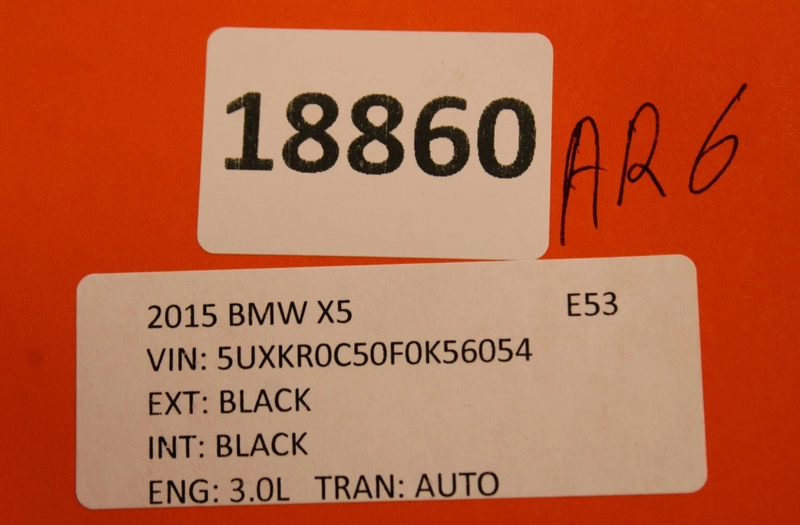 18860
AR6
2015 BMW X5 E53
VIN: 5UXKR0C50F0K56054
EXT: BLACK
INT: BLACK
ENG: 3.0L TRAN: AUTO